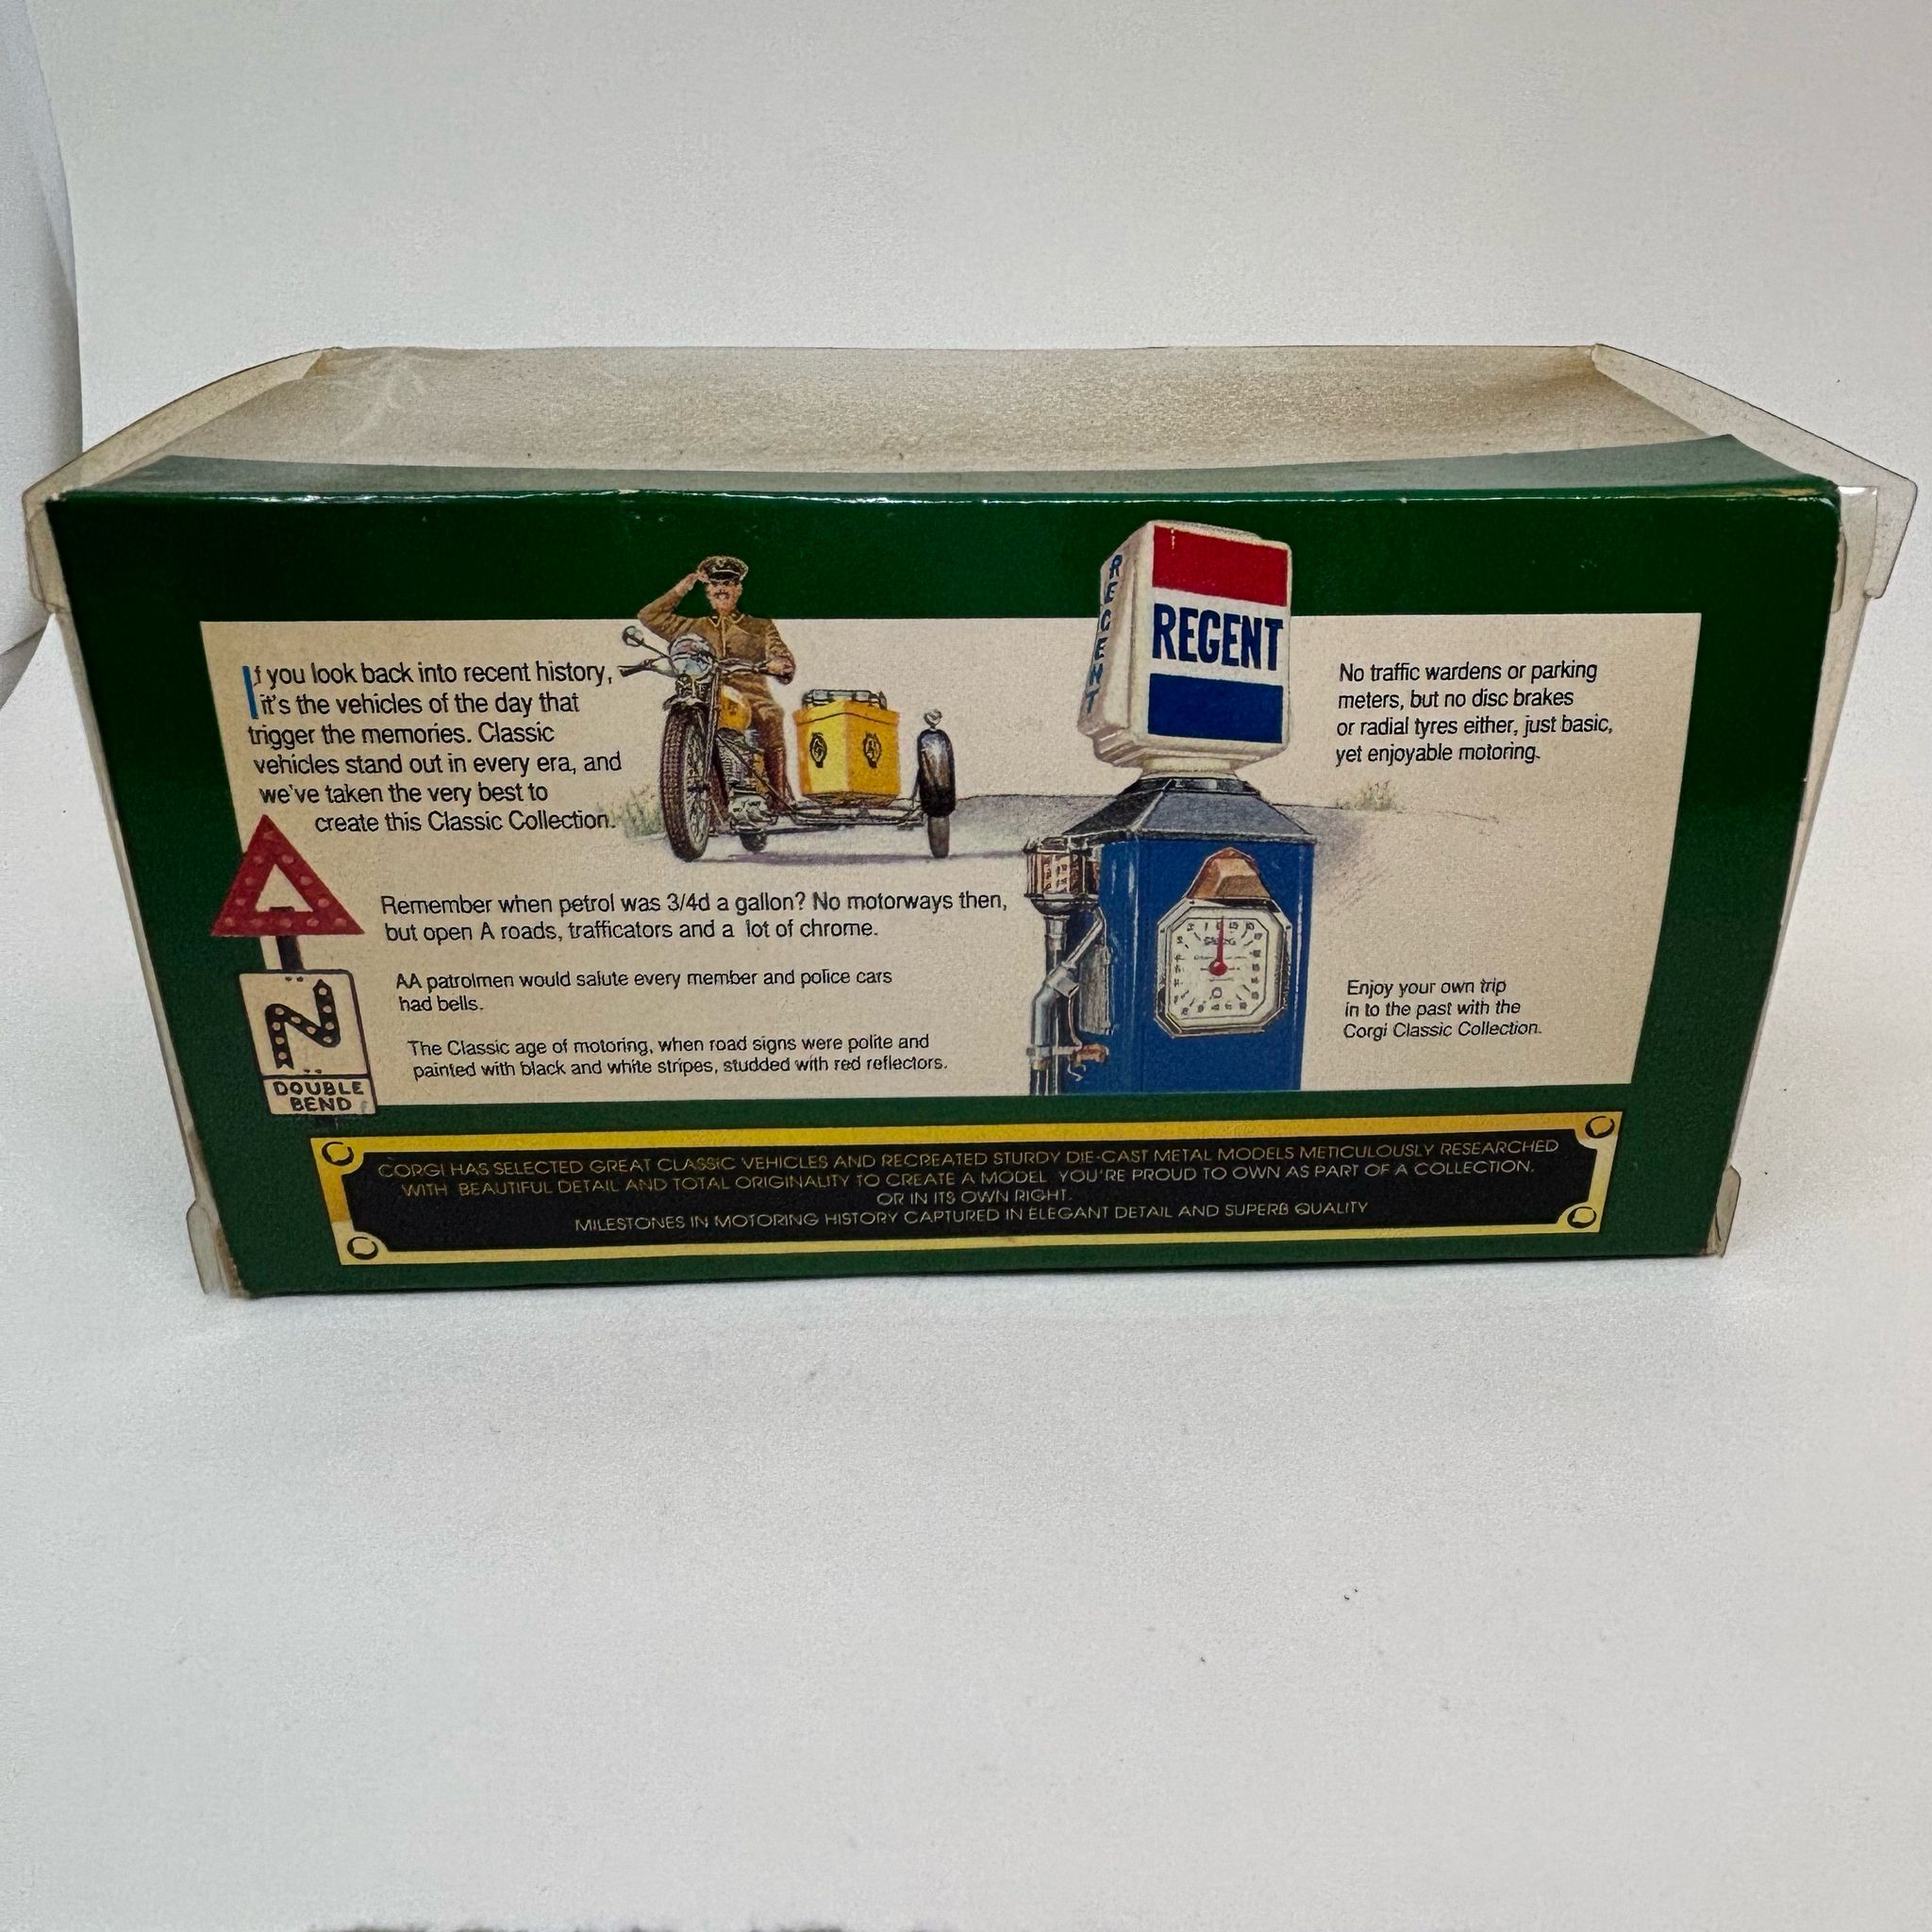 If you look back into recent history,
it's the vehicles of the day that
trigger the memories. Classic
vehicles stand out in every era, and
we've taken the very best to
create this Classic Collection.
Remember when petrol was 3/4d a gallon? No motorways then,
but open A roads, trafficators and a lot of chrome.
AA patrolmen would salute every member and police cars
had bells.
The Classic age of motoring, when road signs were polite and
painted with black and white stripes, studded with red reflectors.
DOUBLE
BEND
AA
AA
REGENT
REGENT
No traffic wardens or parking
meters, but no disc brakes
or radial tyres either, just basic,
yet enjoyable motoring.
Enjoy your own trip
in to the past with the
Corgi Classic Collection.
CORGI HAS SELECTED GREAT CLASSIC VEHICLES AND RECREATED STURDY DIE-CAST METAL MODELS METICULOUSLY RESEARCHED
WITH BEAUTIFUL DETAIL AND TOTAL ORIGINALITY TO CREATE A MODEL YOU'RE PROUD TO OWN AS PART OF A COLLECTION.
OR IN ITS OWN RIGHT.
MILESTONES IN MOTORING HISTORY CAPTURED IN ELEGANT DETAIL AND SUPERB QUALITY